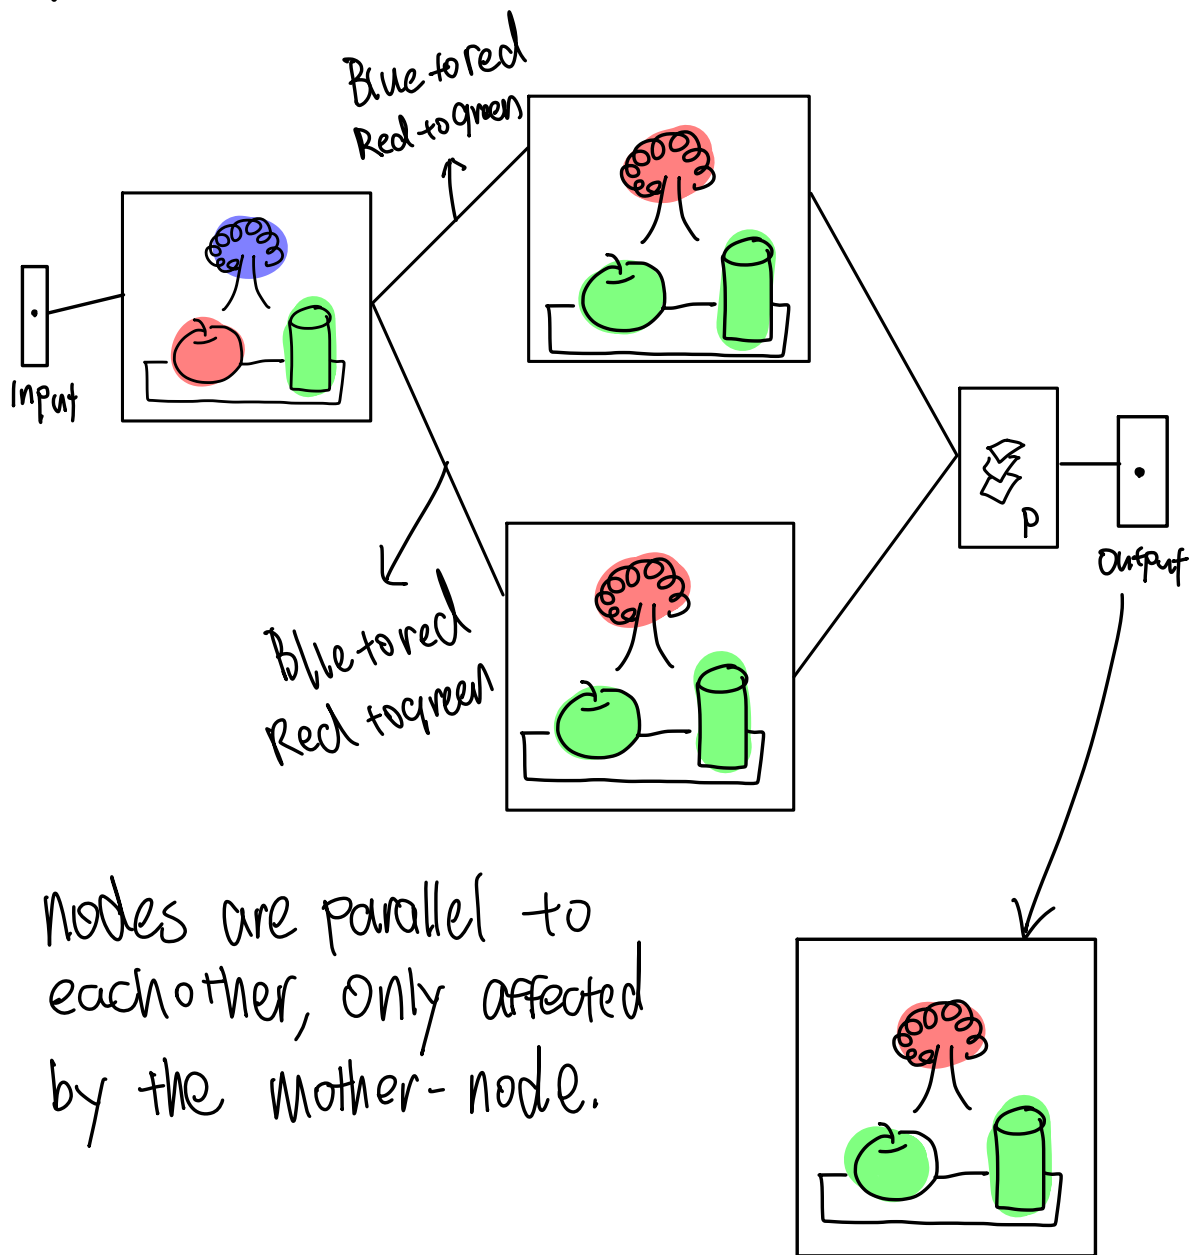 Blue to red
Red to green
Input
P
Output
Blue to red
Red to green
nodes are parallel to
eachother, only affected
by the mother-node.